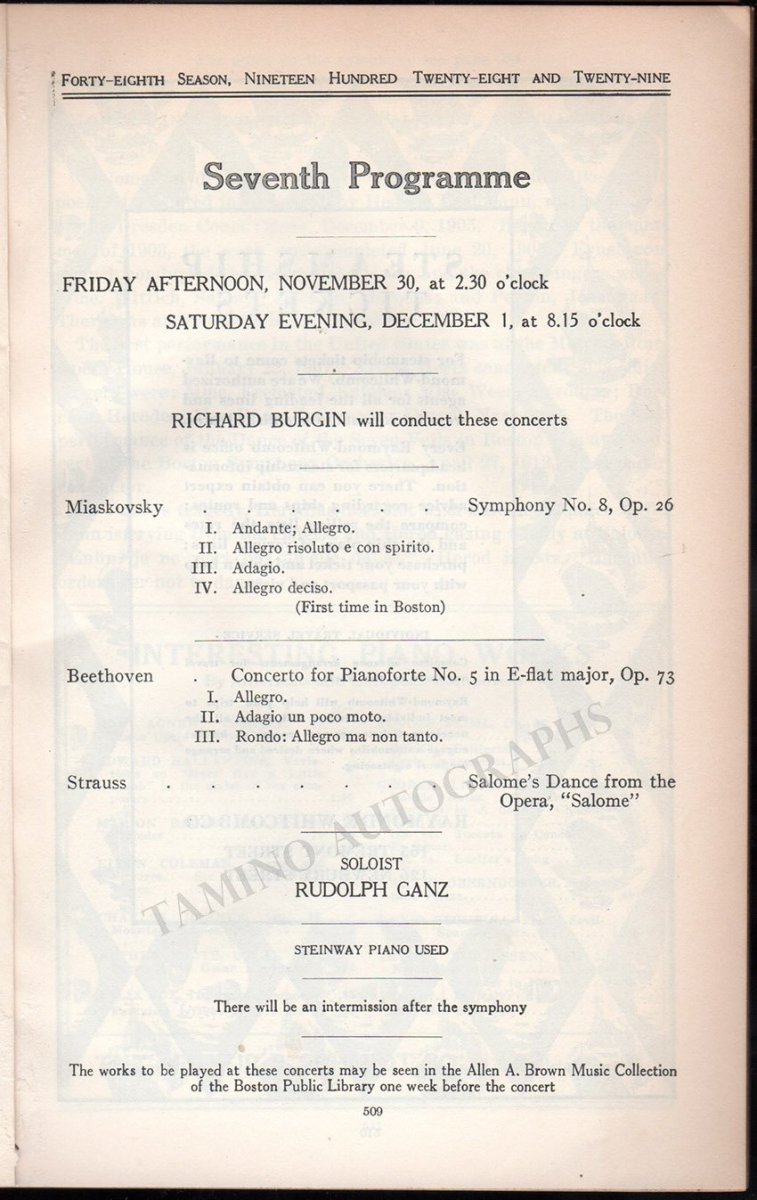 Forty-eighth Season, Nineteen Hundred Twenty-eight and Twenty-nine
Seventh Programme
FRIDAY AFTERNOON, NOVEMBER 30, at 2.30 o'clock
SATURDAY EVENING, DECEMBER 1, at 8.15 o'clock
RICHARD BURGIN will conduct these concerts
Miaskovsky . . . . . . . Symphony No. 8, Op. 26
I. Andante; Allegro.
II. Allegro risoluto e con spirito.
III. Adagio.
IV. Allegro deciso.
(First time in Boston)
Beethoven . Concerto for Pianoforte No. 5 in E-flat major, Op. 73
I. Allegro.
II. Adagio un poco moto.
III. Rondo: Allegro ma non tanto.
Strauss . . . . . . . Salome's Dance from the
Opera, "Salome"
TAMINO AUTOGRAPHS
SOLOIST
RUDOLPH GANZ
STEINWAY PIANO USED
There will be an intermission after the symphony
The works to be played at these concerts may be seen in the Allen A. Brown Music Collection
of the Boston Public Library one week before the concert
509